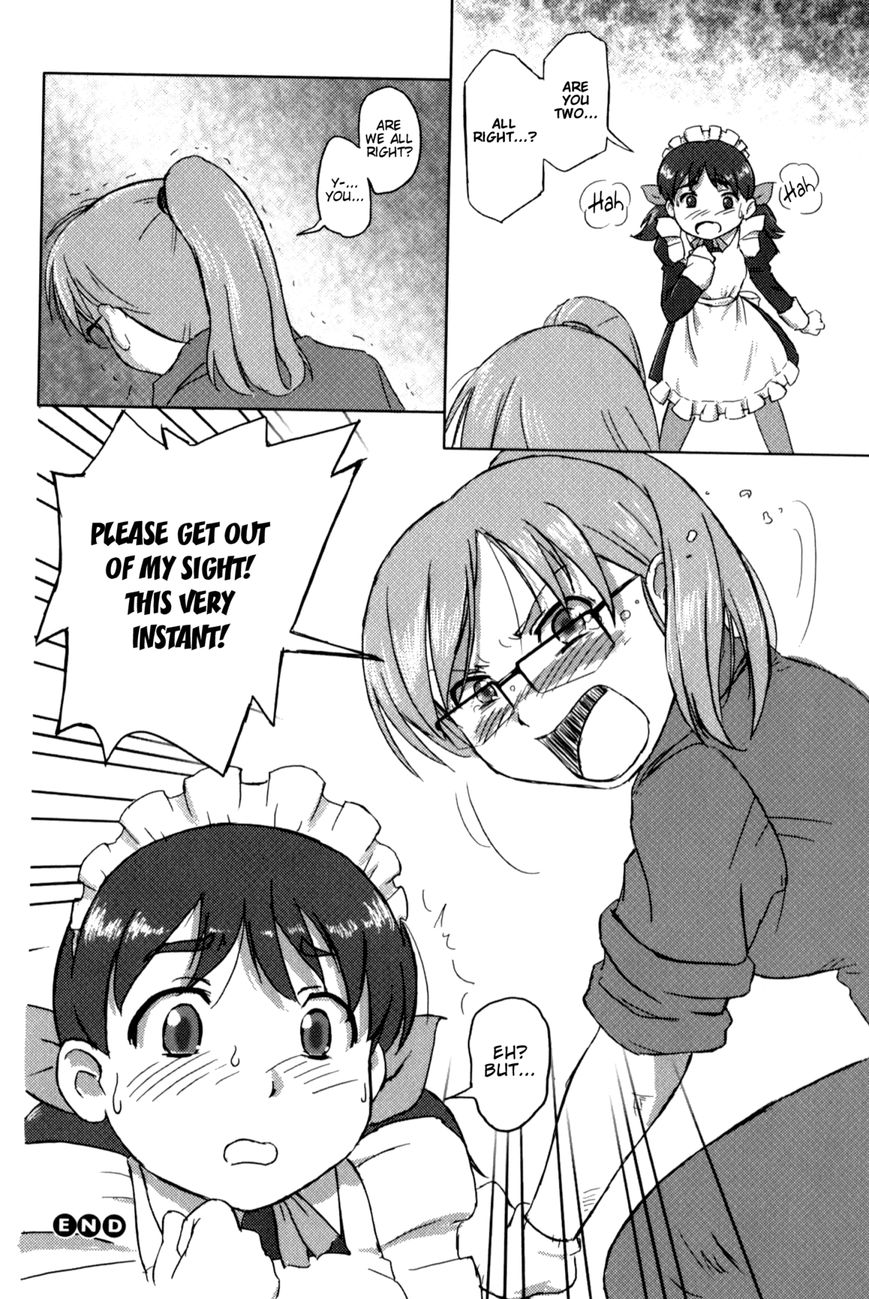 ARE
YOU
TWO...
ALL
RIGHT...?
Hah
Hah
ARE
WE ALL
RIGHT?
Y-...
YOU...
PLEASE GET OUT
OF MY SIGHT!
THIS VERY
INSTANT!
EH?
BUT...
END